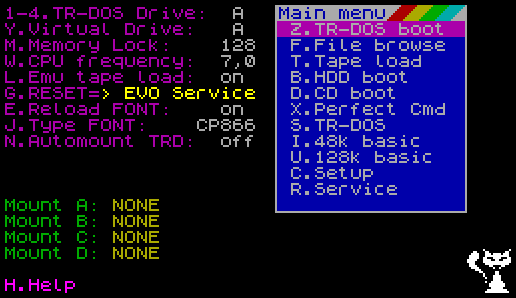 1-4.TR-DOS Drive: A
Y.Virtual Drive: A
M.Memory Lock: 128
W.CPU frequency: 7,0
L.Emu tape load: on
G.RESET=> EVO Service
E.Reload FONT: on
J.Type FONT: CP866
N.Automount TRD: off
Mount A: NONE
Mount B: NONE
Mount C: NONE
Mount D: NONE
H.Help
Main menu
Z.TR-DOS boot
F.File browse
T.Tape load
B.HDD boot
D.CD boot
X.Perfect Cmd
S.TR-DOS
I.48k basic
U.128k basic
C.Setup
R.Service